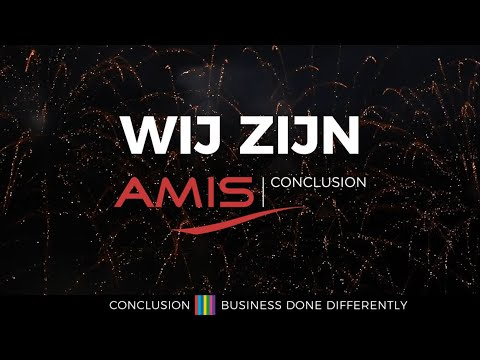 WIJ ZIJN
AMIS | CONCLUSION
CONCLUSION BUSINESS DONE DIFFERENTLY